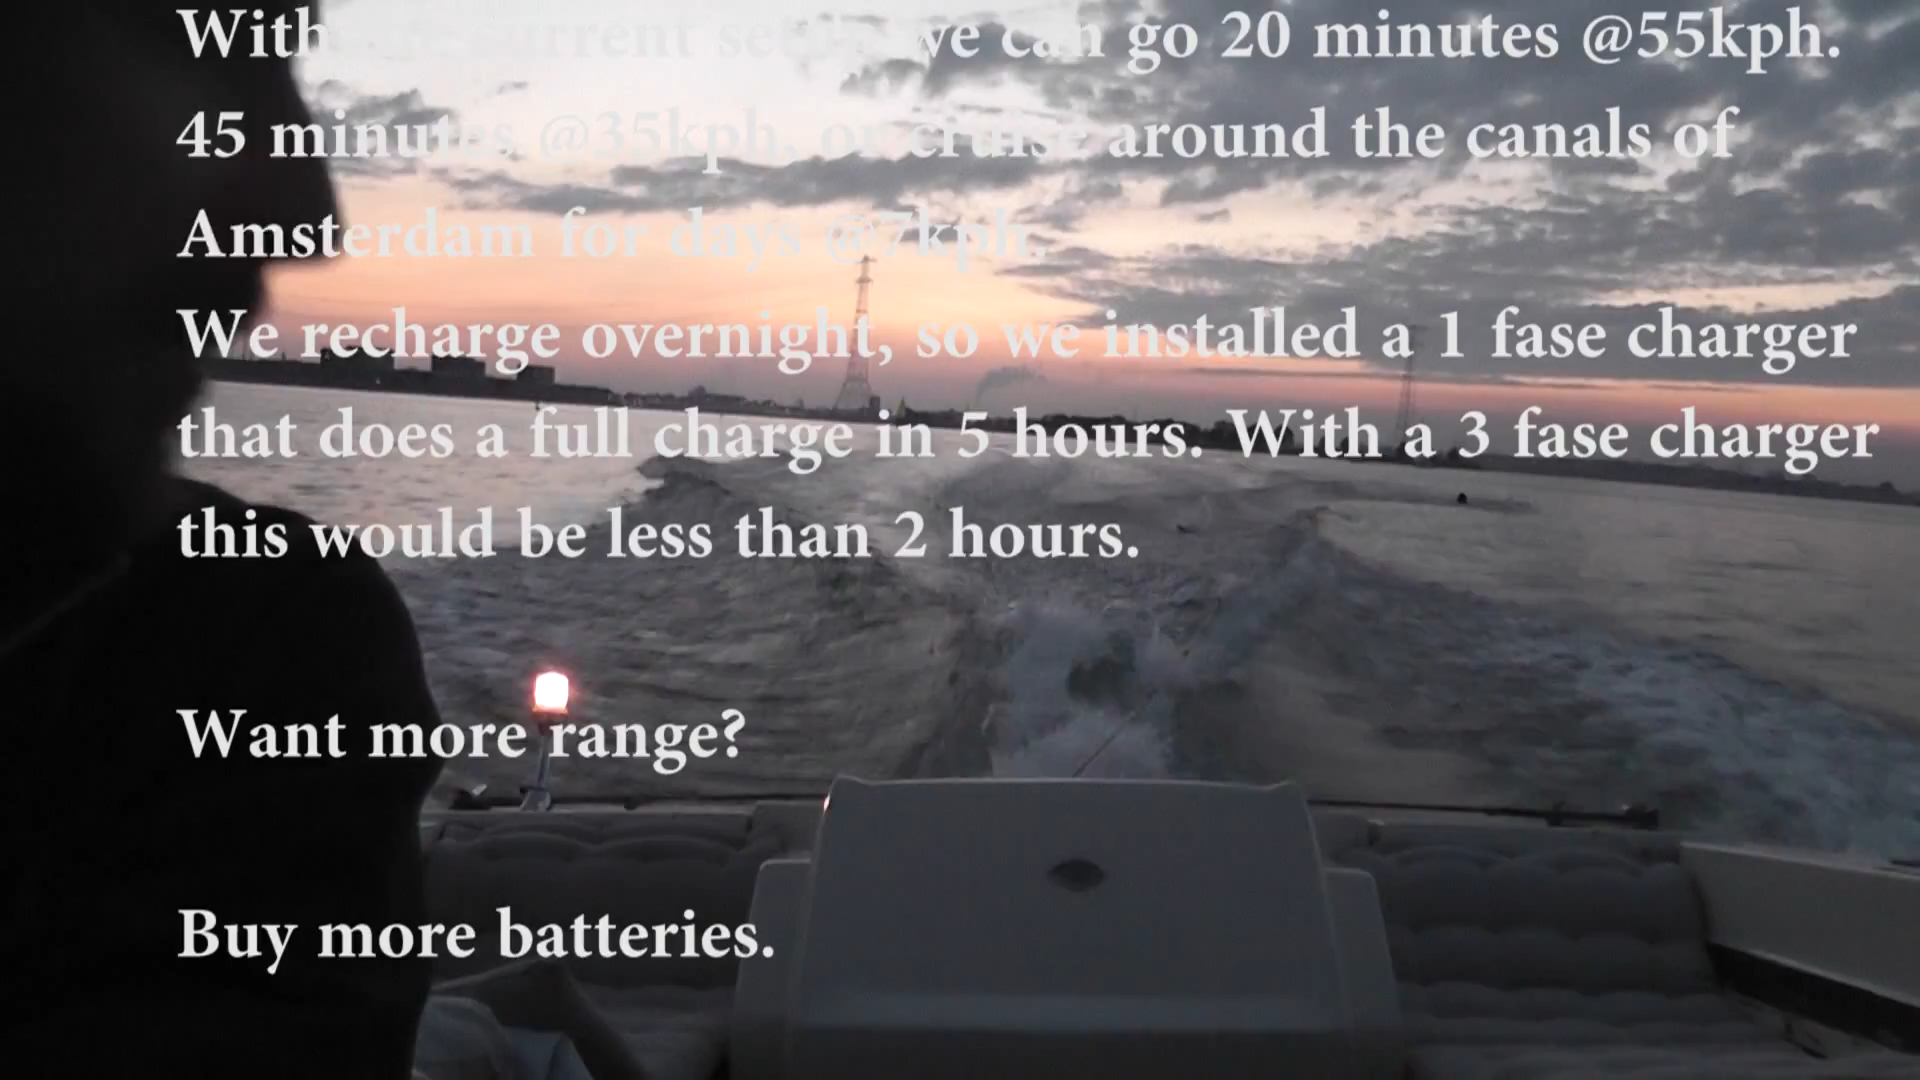 With our current setup, we can go 20 minutes @55kph.
45 minutes @35kph, or cruise around the canals of
Amsterdam for days @7kph.
We recharge overnight, so we installed a 1 fase charger
that does a full charge in 5 hours. With a 3 fase charger
this would be less than 2 hours.
Want more range?
Buy more batteries.